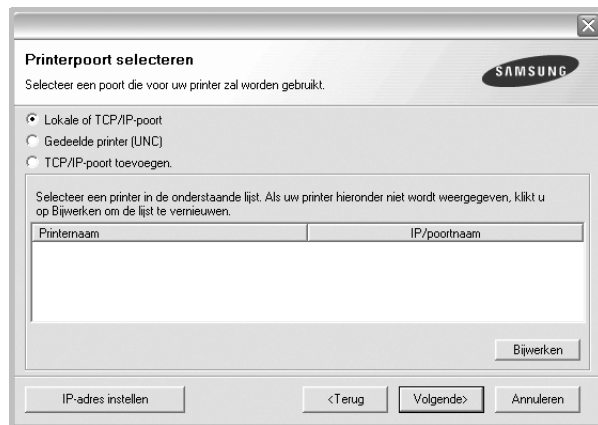 Printerpoort selecteren
Selecteer een poort die voor uw printer zal worden gebruikt.
SAMSUNG
Lokale of TCP/IP-poort
Gedeelde printer (UNC)
TCP/IP-poort toevoegen.
Selecteer een printer in de onderstaande lijst. Als uw printer hieronder niet wordt weergegeven, klikt u
op Bijwerken om de lijst te vernieuwen.
Printernaam IP/poortnaam
Bijwerken
IP-adres instellen <Terug Volgende> Annuleren